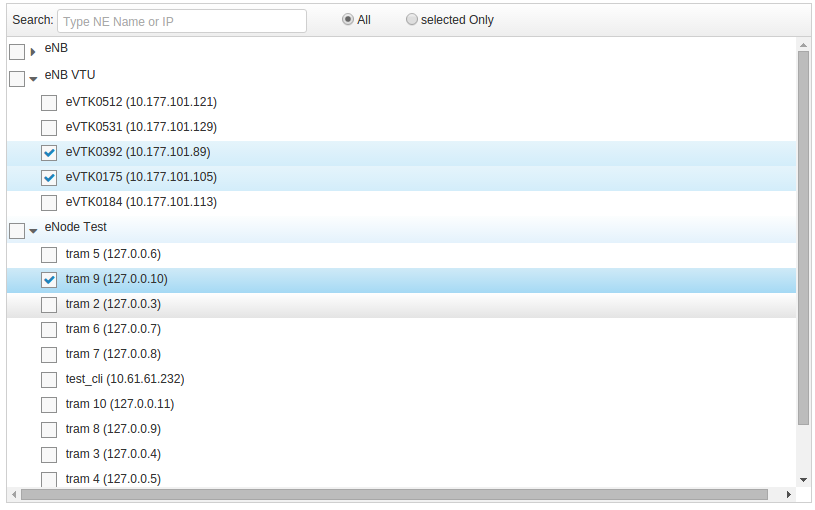 Search: Type NE Name or IP All selected Only
eNB
eNB VTU
eVTK0512 (10.177.101.121)
eVTK0531 (10.177.101.129)
eVTK0392 (10.177.101.89)
eVTK0175 (10.177.101.105)
eVTK0184 (10.177.101.113)
eNode Test
tram 5 (127.0.0.6)
tram 9 (127.0.0.10)
tram 2 (127.0.0.3)
tram 6 (127.0.0.7)
tram 7 (127.0.0.8)
test_cli (10.61.61.232)
tram 10 (127.0.0.11)
tram 8 (127.0.0.9)
tram 3 (127.0.0.4)
tram 4 (127.0.0.5)